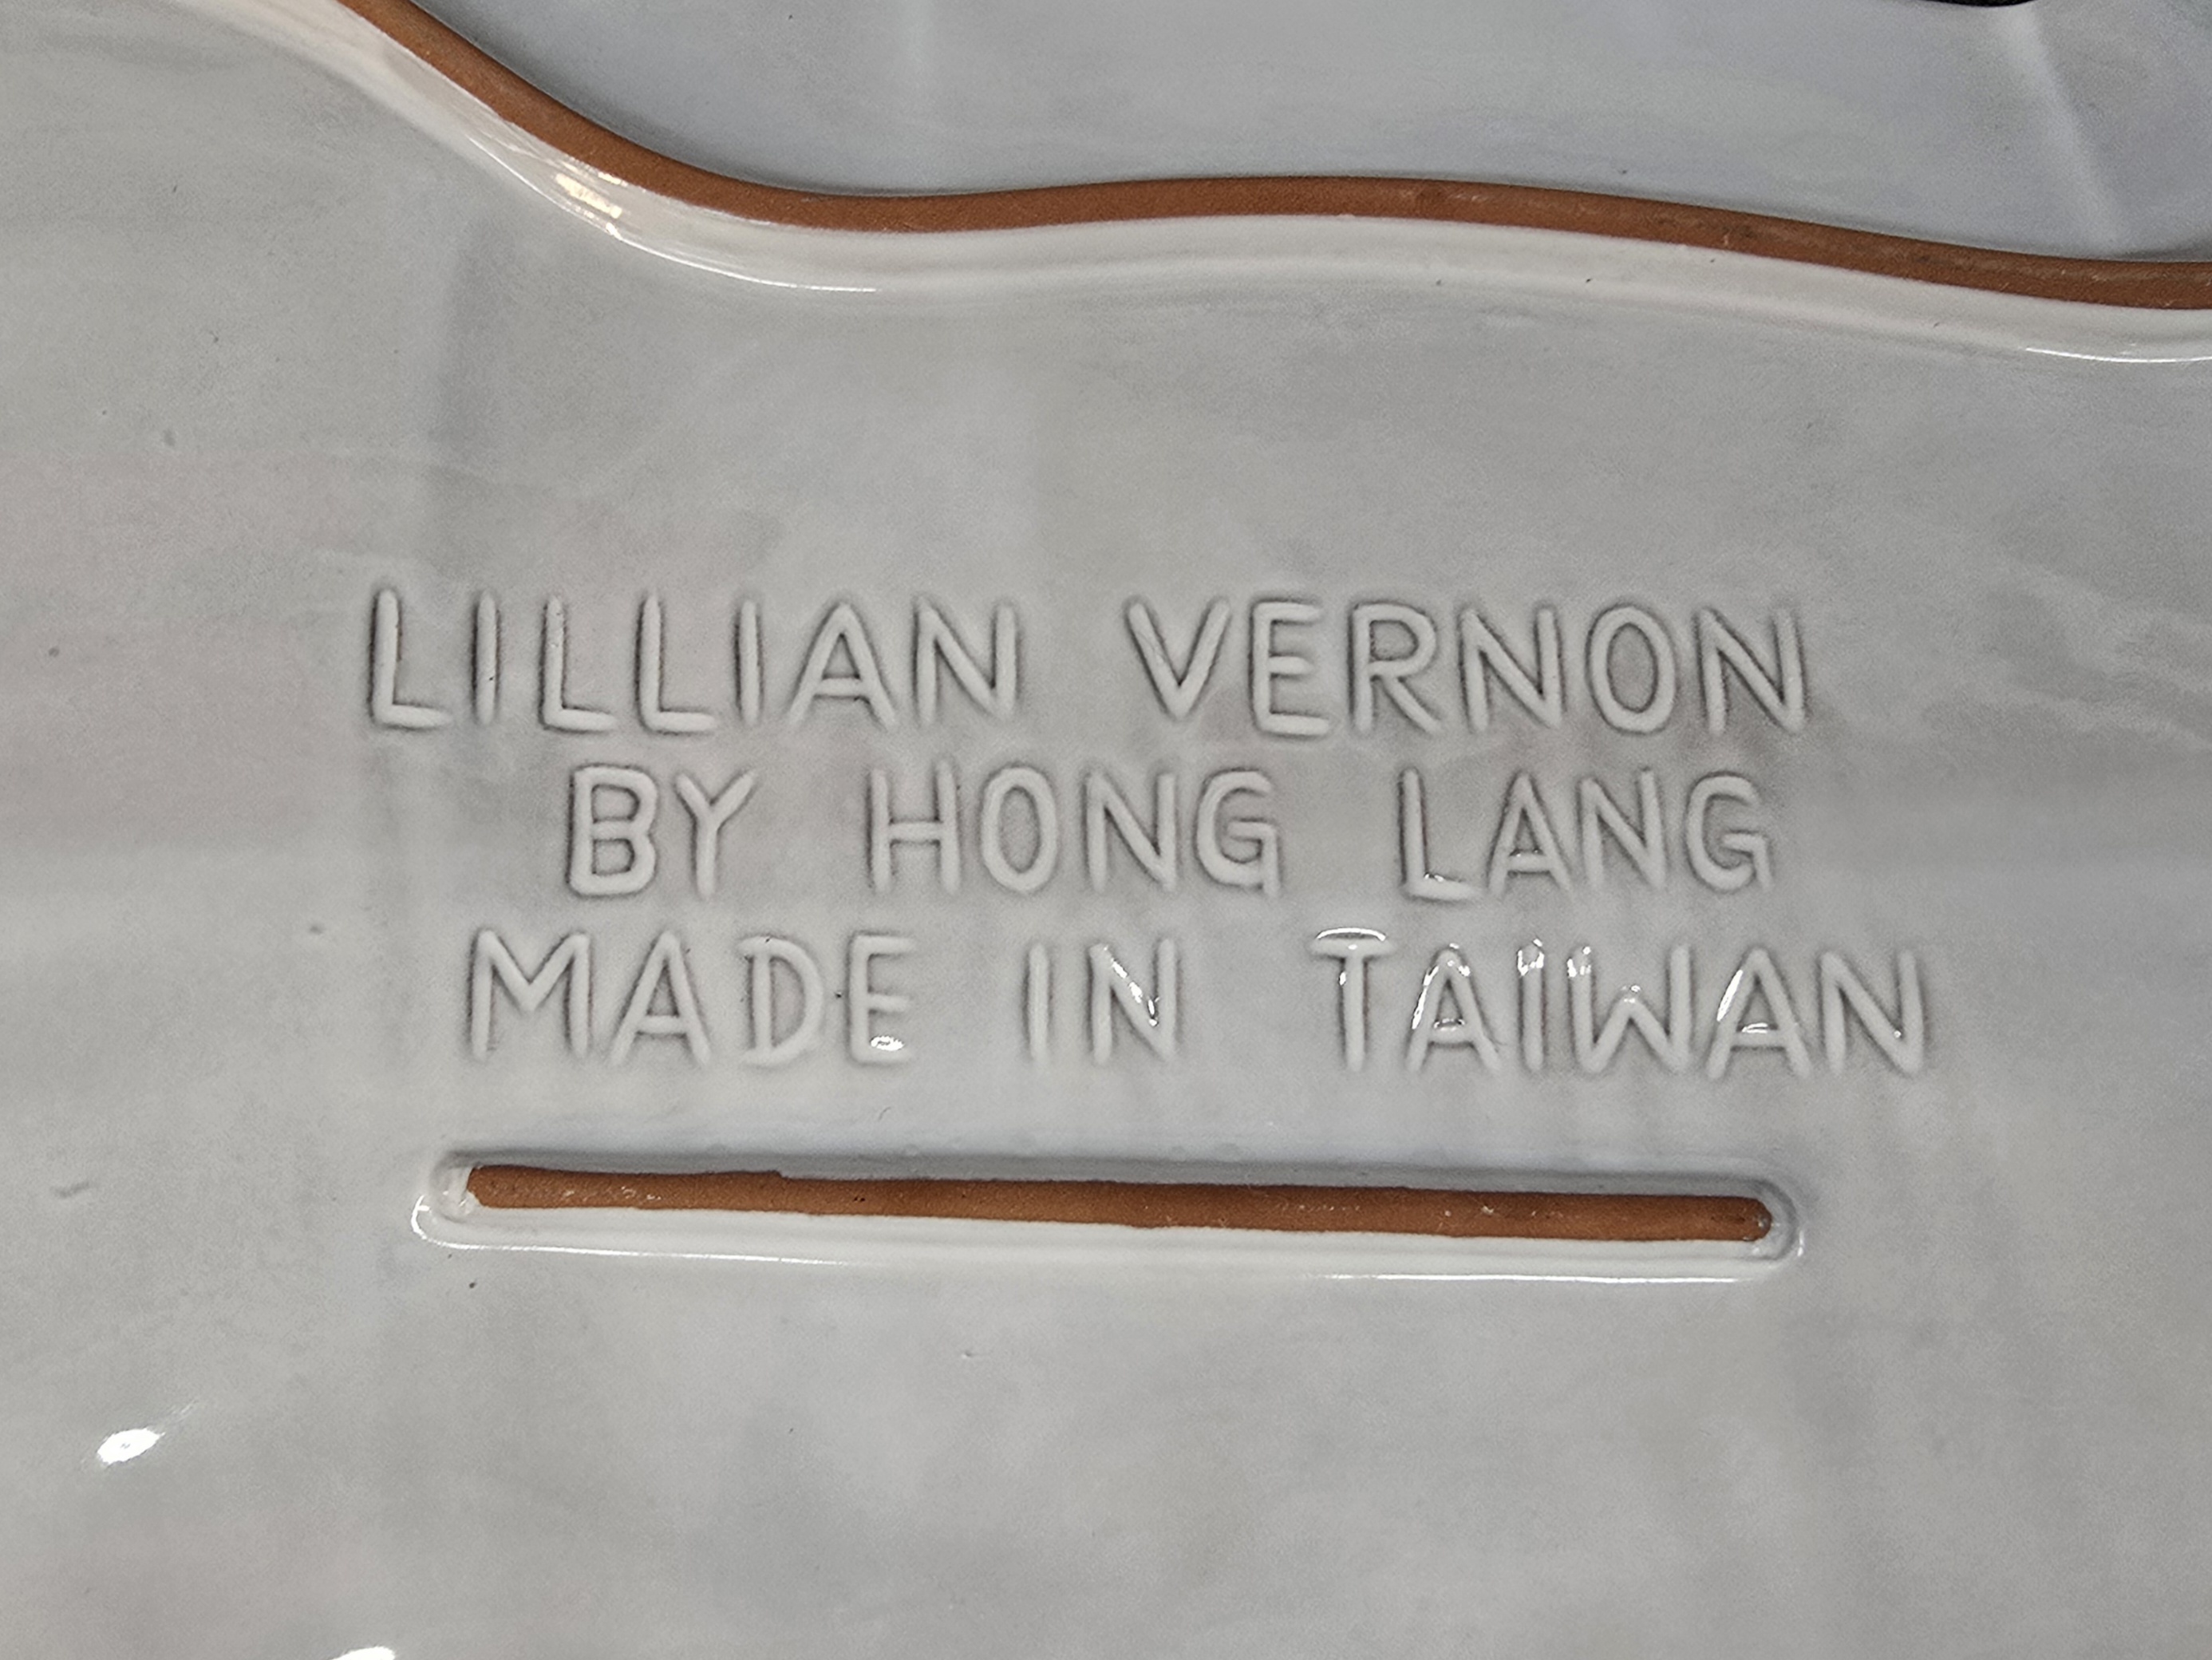 LILLIAN VERNON
BY HONG LANG
MADE IN TAIWAN